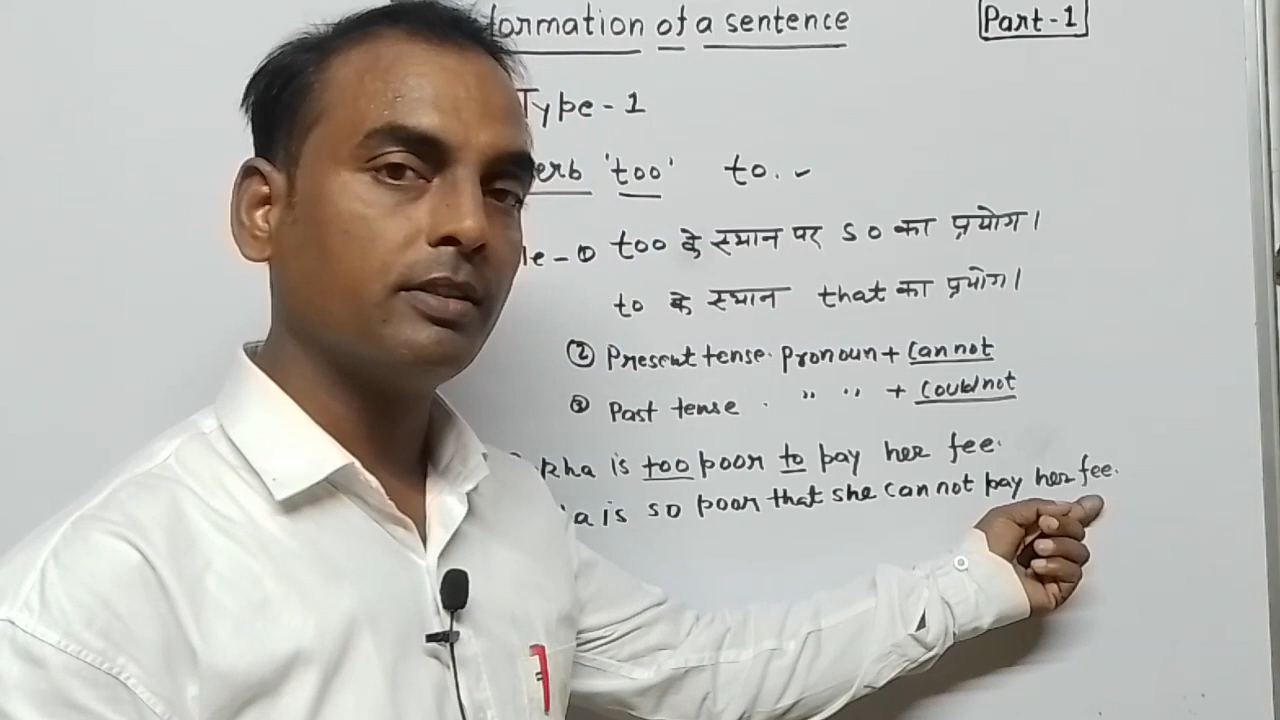 formation of a sentence Part-1
Type-1
erb 'too' to.
le-① too के स्थान पर so का प्रयोग।
to के स्थान that का प्रयोग।
② Present tense. pronoun + Can not
③ Past tense. " " + Could not
kha is too poor to pay her fee.
a is so poor that she can not pay her fee.